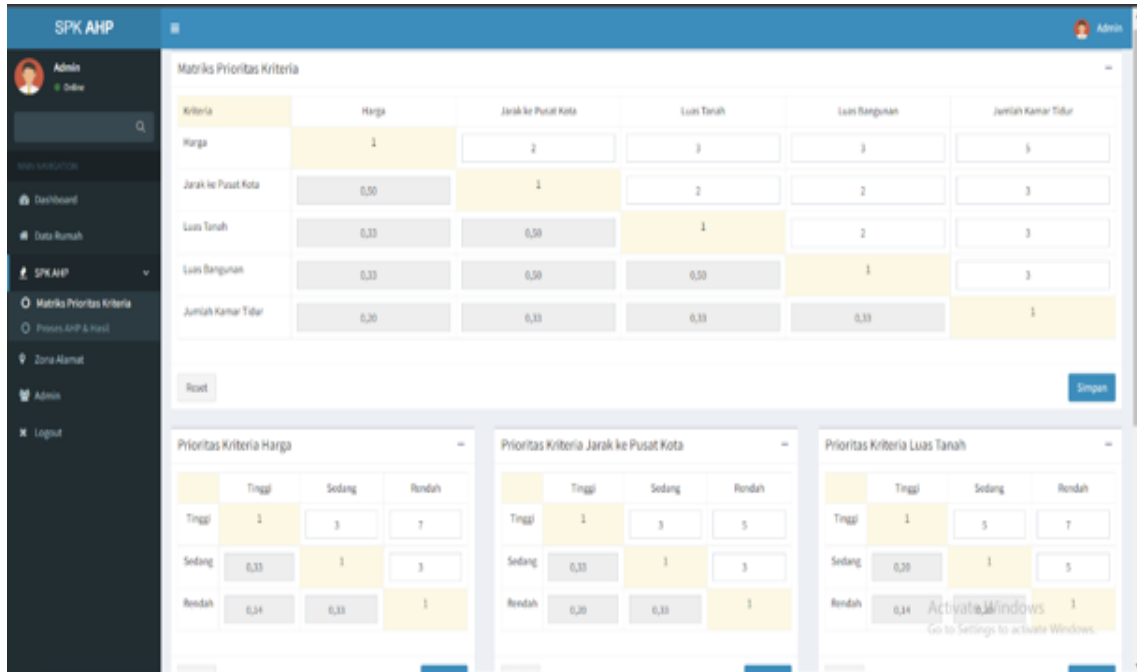 SPK AHP
Admin
Admin
Online
MAIN NAVIGATION
Dashboard
Data Rumah
SPK AHP
Matriks Prioritas Kriteria
Proses AHP & Hasil
Zona Alamat
Admin
Logout
Matriks Prioritas Kriteria
Kriteria Harga Jarak ke Pusat Kota Luas Tanah Luas Bangunan Jumlah Kamar Tidur
Harga 1 2 3 3 5
Jarak ke Pusat Kota 0,50 1 2 2 3
Luas Tanah 0,33 0,50 1 2 3
Luas Bangunan 0,33 0,50 0,50 1 3
Jumlah Kamar Tidur 0,20 0,33 0,33 0,33 1
Reset Simpan
Prioritas Kriteria Harga
Tinggi Sedang Rendah
Tinggi 1 3 7
Sedang 0,33 1 3
Rendah 0,14 0,33 1
Prioritas Kriteria Jarak ke Pusat Kota
Tinggi Sedang Rendah
Tinggi 1 3 5
Sedang 0,33 1 3
Rendah 0,20 0,33 1
Prioritas Kriteria Luas Tanah
Tinggi Sedang Rendah
Tinggi 1 5 7
Sedang 0,20 1 5
Rendah 0,14 1
Activate Windows
Go to Settings to activate Windows.